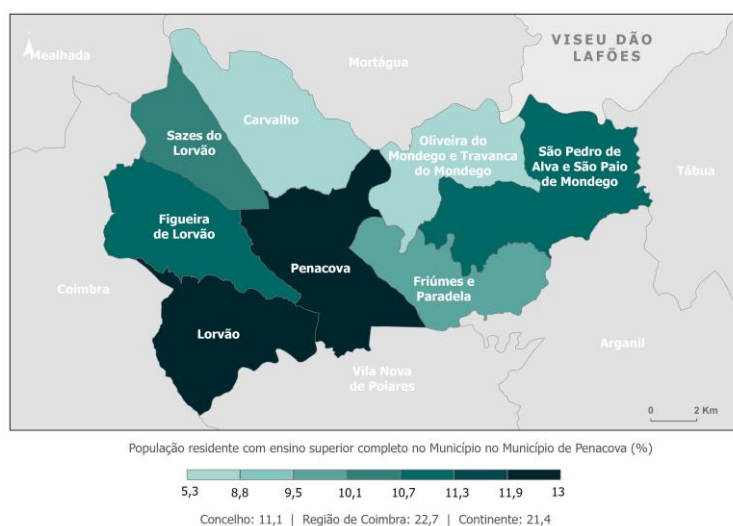 VISEU DÃO
LAFÕES
Mealhada
Mortágua
Carvalho
Sazes do
Lorvão
Oliveira do
Mondego e Travanca
do Mondego
São Pedro de
Alva e São Paio
de Mondego
Tábua
Figueira
de Lorvão
Penacova
Friúmes e
Paradela
Coimbra
Lorvão
Arganil
Vila Nova
de Poiares
0 2 Km
População residente com ensino superior completo no Município no Município de Penacova (%)
5,3 8,8 9,5 10,1 10,7 11,3 11,9 13
Concelho: 11,1 | Região de Coimbra: 22,7 | Continente: 21,4